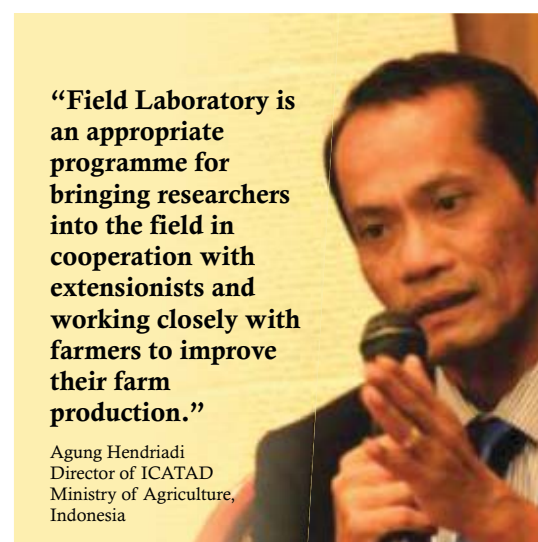 “Field Laboratory is
an appropriate
programme for
bringing researchers
into the field in
cooperation with
extensionists and
working closely with
farmers to improve
their farm
production.”
Agung Hendriadi
Director of ICATAD
Ministry of Agriculture,
Indonesia